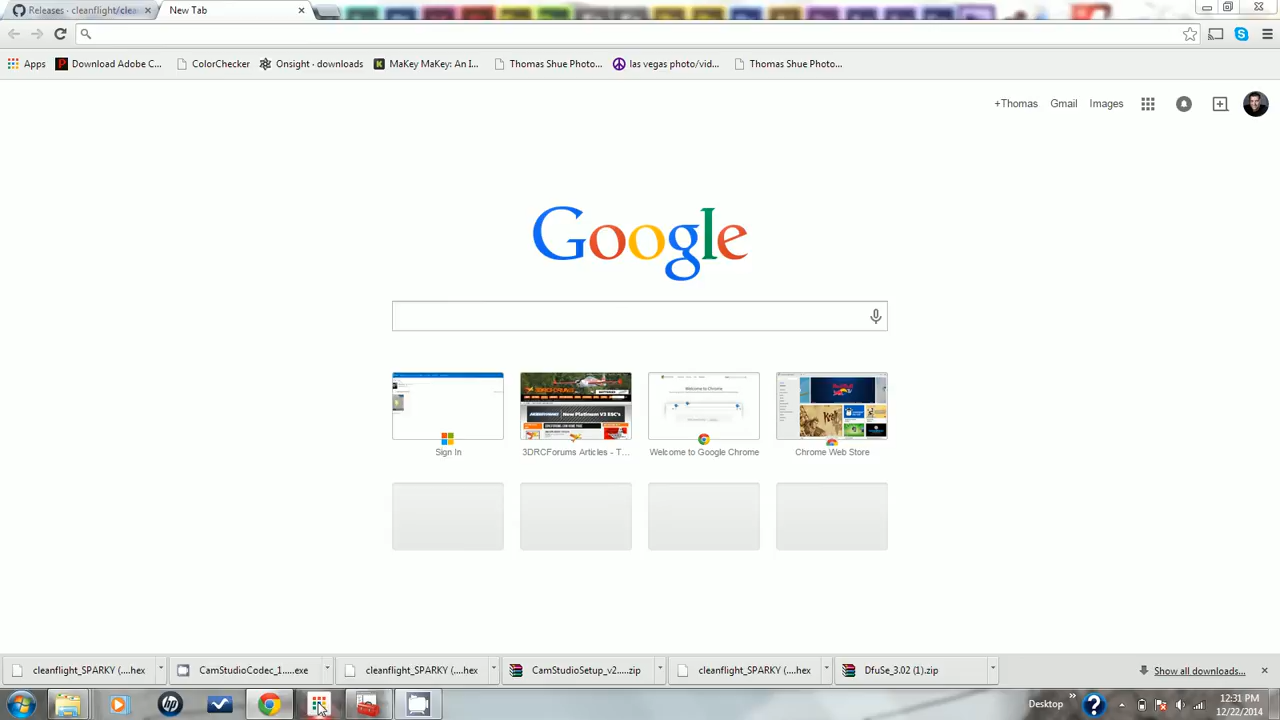 Releases · cleanflight/clea
New Tab
Apps
Download Adobe C...
ColorChecker
Onsight · downloads
MaKey MaKey: An I...
Thomas Shue Photo...
las vegas photo/vid...
Thomas Shue Photo...
+Thomas
Gmail
Images
Google
Sign In
3DRCForums Articles - T...
Welcome to Google Chrome
Chrome Web Store
cleanflight_SPARKY (....hex
CamStudioCodec_1....exe
cleanflight_SPARKY (....hex
CamStudioSetup_v2....zip
cleanflight_SPARKY (....hex
DfuSe_3.02 (1).zip
Show all downloads...
Desktop
12:31 PM
12/22/2014